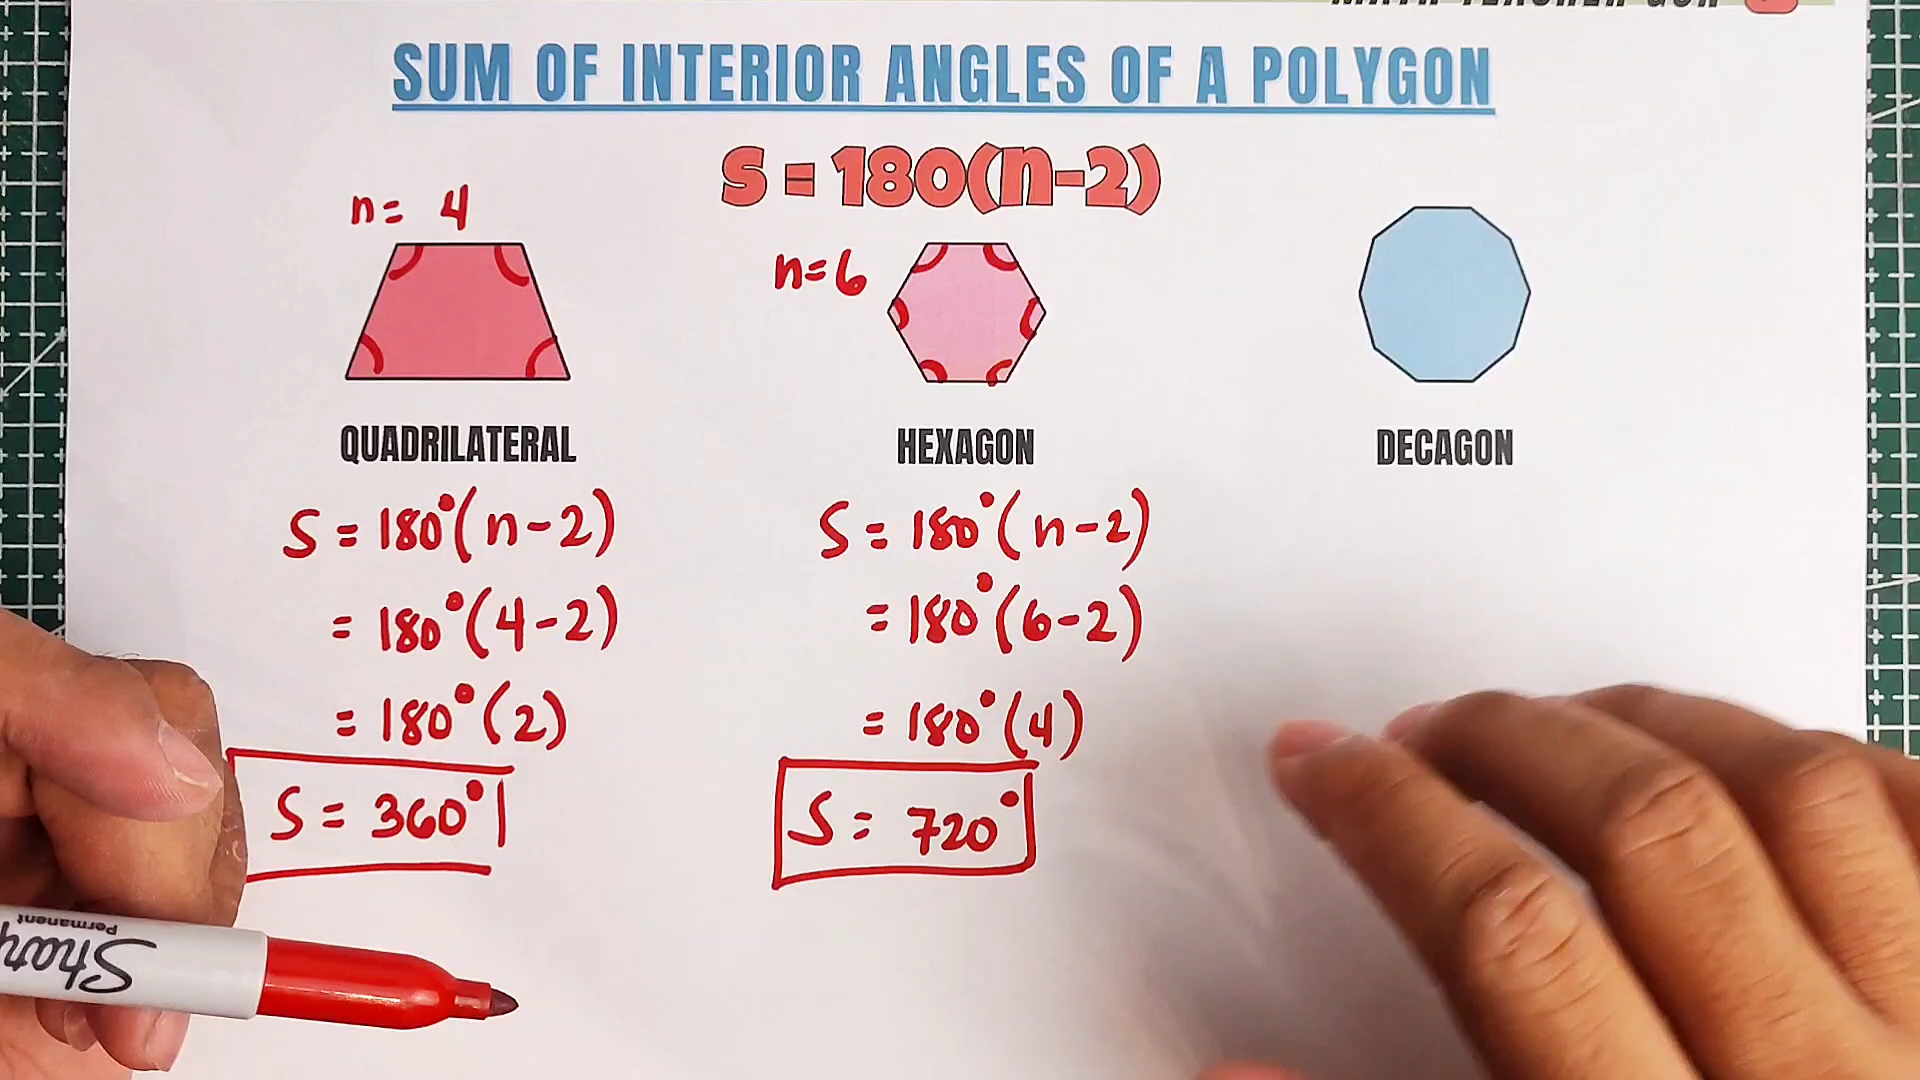 SUM OF INTERIOR ANGLES OF A POLYGON
S = 180(n-2)
n = 4
n = 6
QUADRILATERAL
HEXAGON
DECAGON
S = 180°(n-2)
= 180°(4-2)
= 180°(2)
S = 360°
S = 180°(n-2)
= 180°(6-2)
= 180°(4)
S = 720°
Permanent